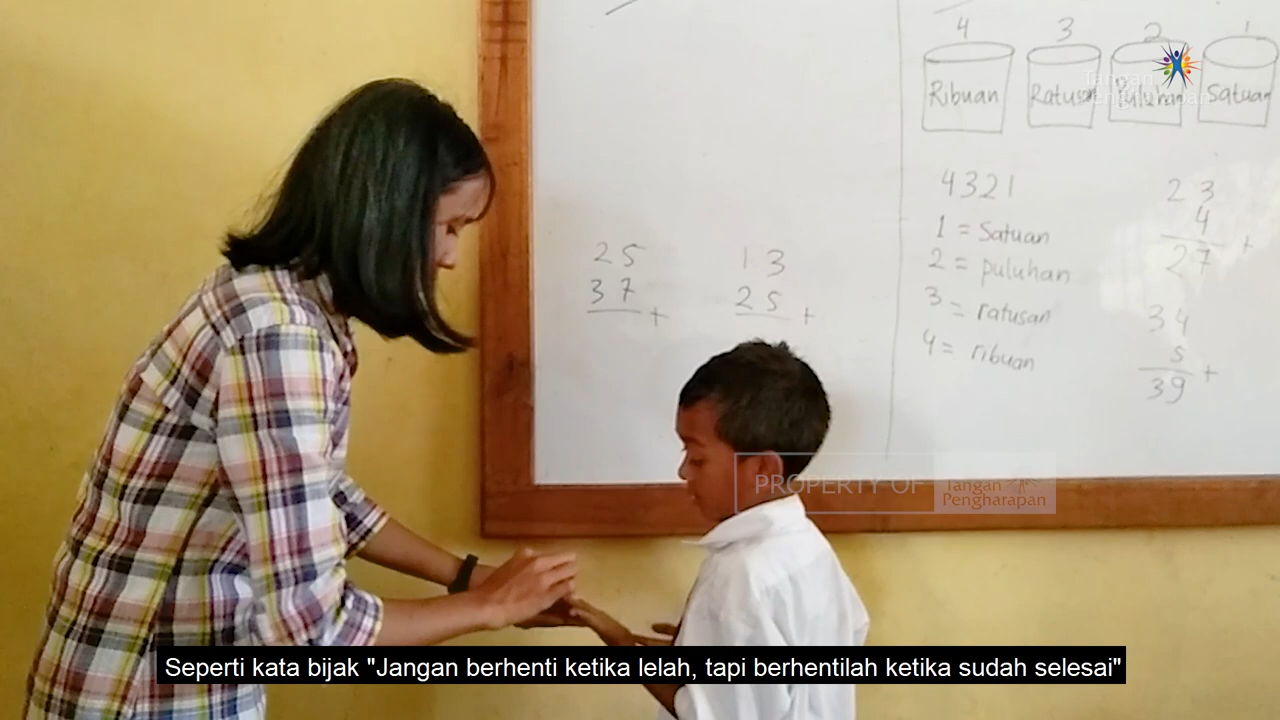 4 3 2 1
Ribuan Ratusan Puluhan Satuan
Tangan
Pengharapan
4321
1 = Satuan
2 = puluhan
3 = ratusan
4 = ribuan
23
4
+
27
34
5
+
39
25
37
+
13
25
+
PROPERTY OF Tangan
Pengharapan
Seperti kata bijak "Jangan berhenti ketika lelah, tapi berhentilah ketika sudah selesai"